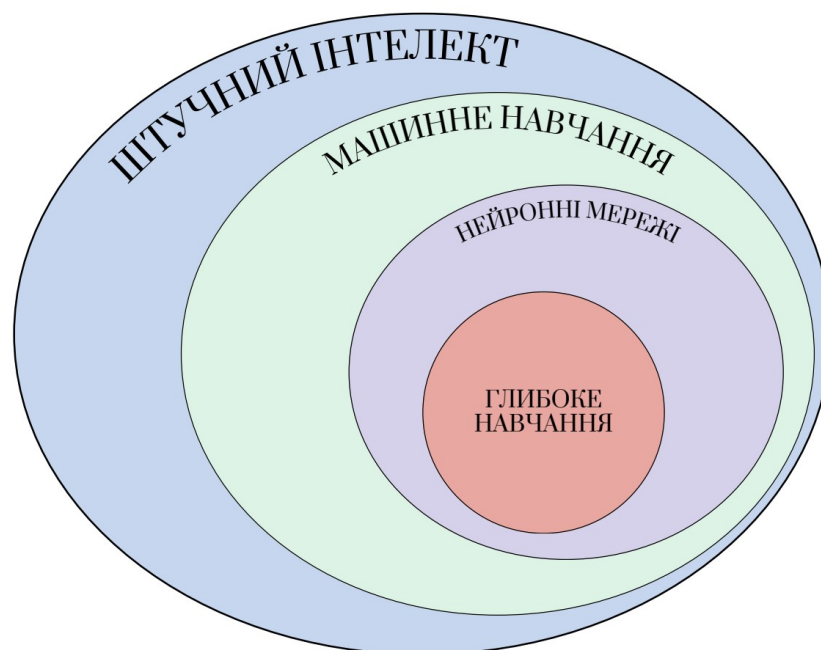 ШТУЧНИЙ ІНТЕЛЕКТ
МАШИННЕ НАВЧАННЯ
НЕЙРОННІ МЕРЕЖІ
ГЛИБОКЕ
НАВЧАННЯ